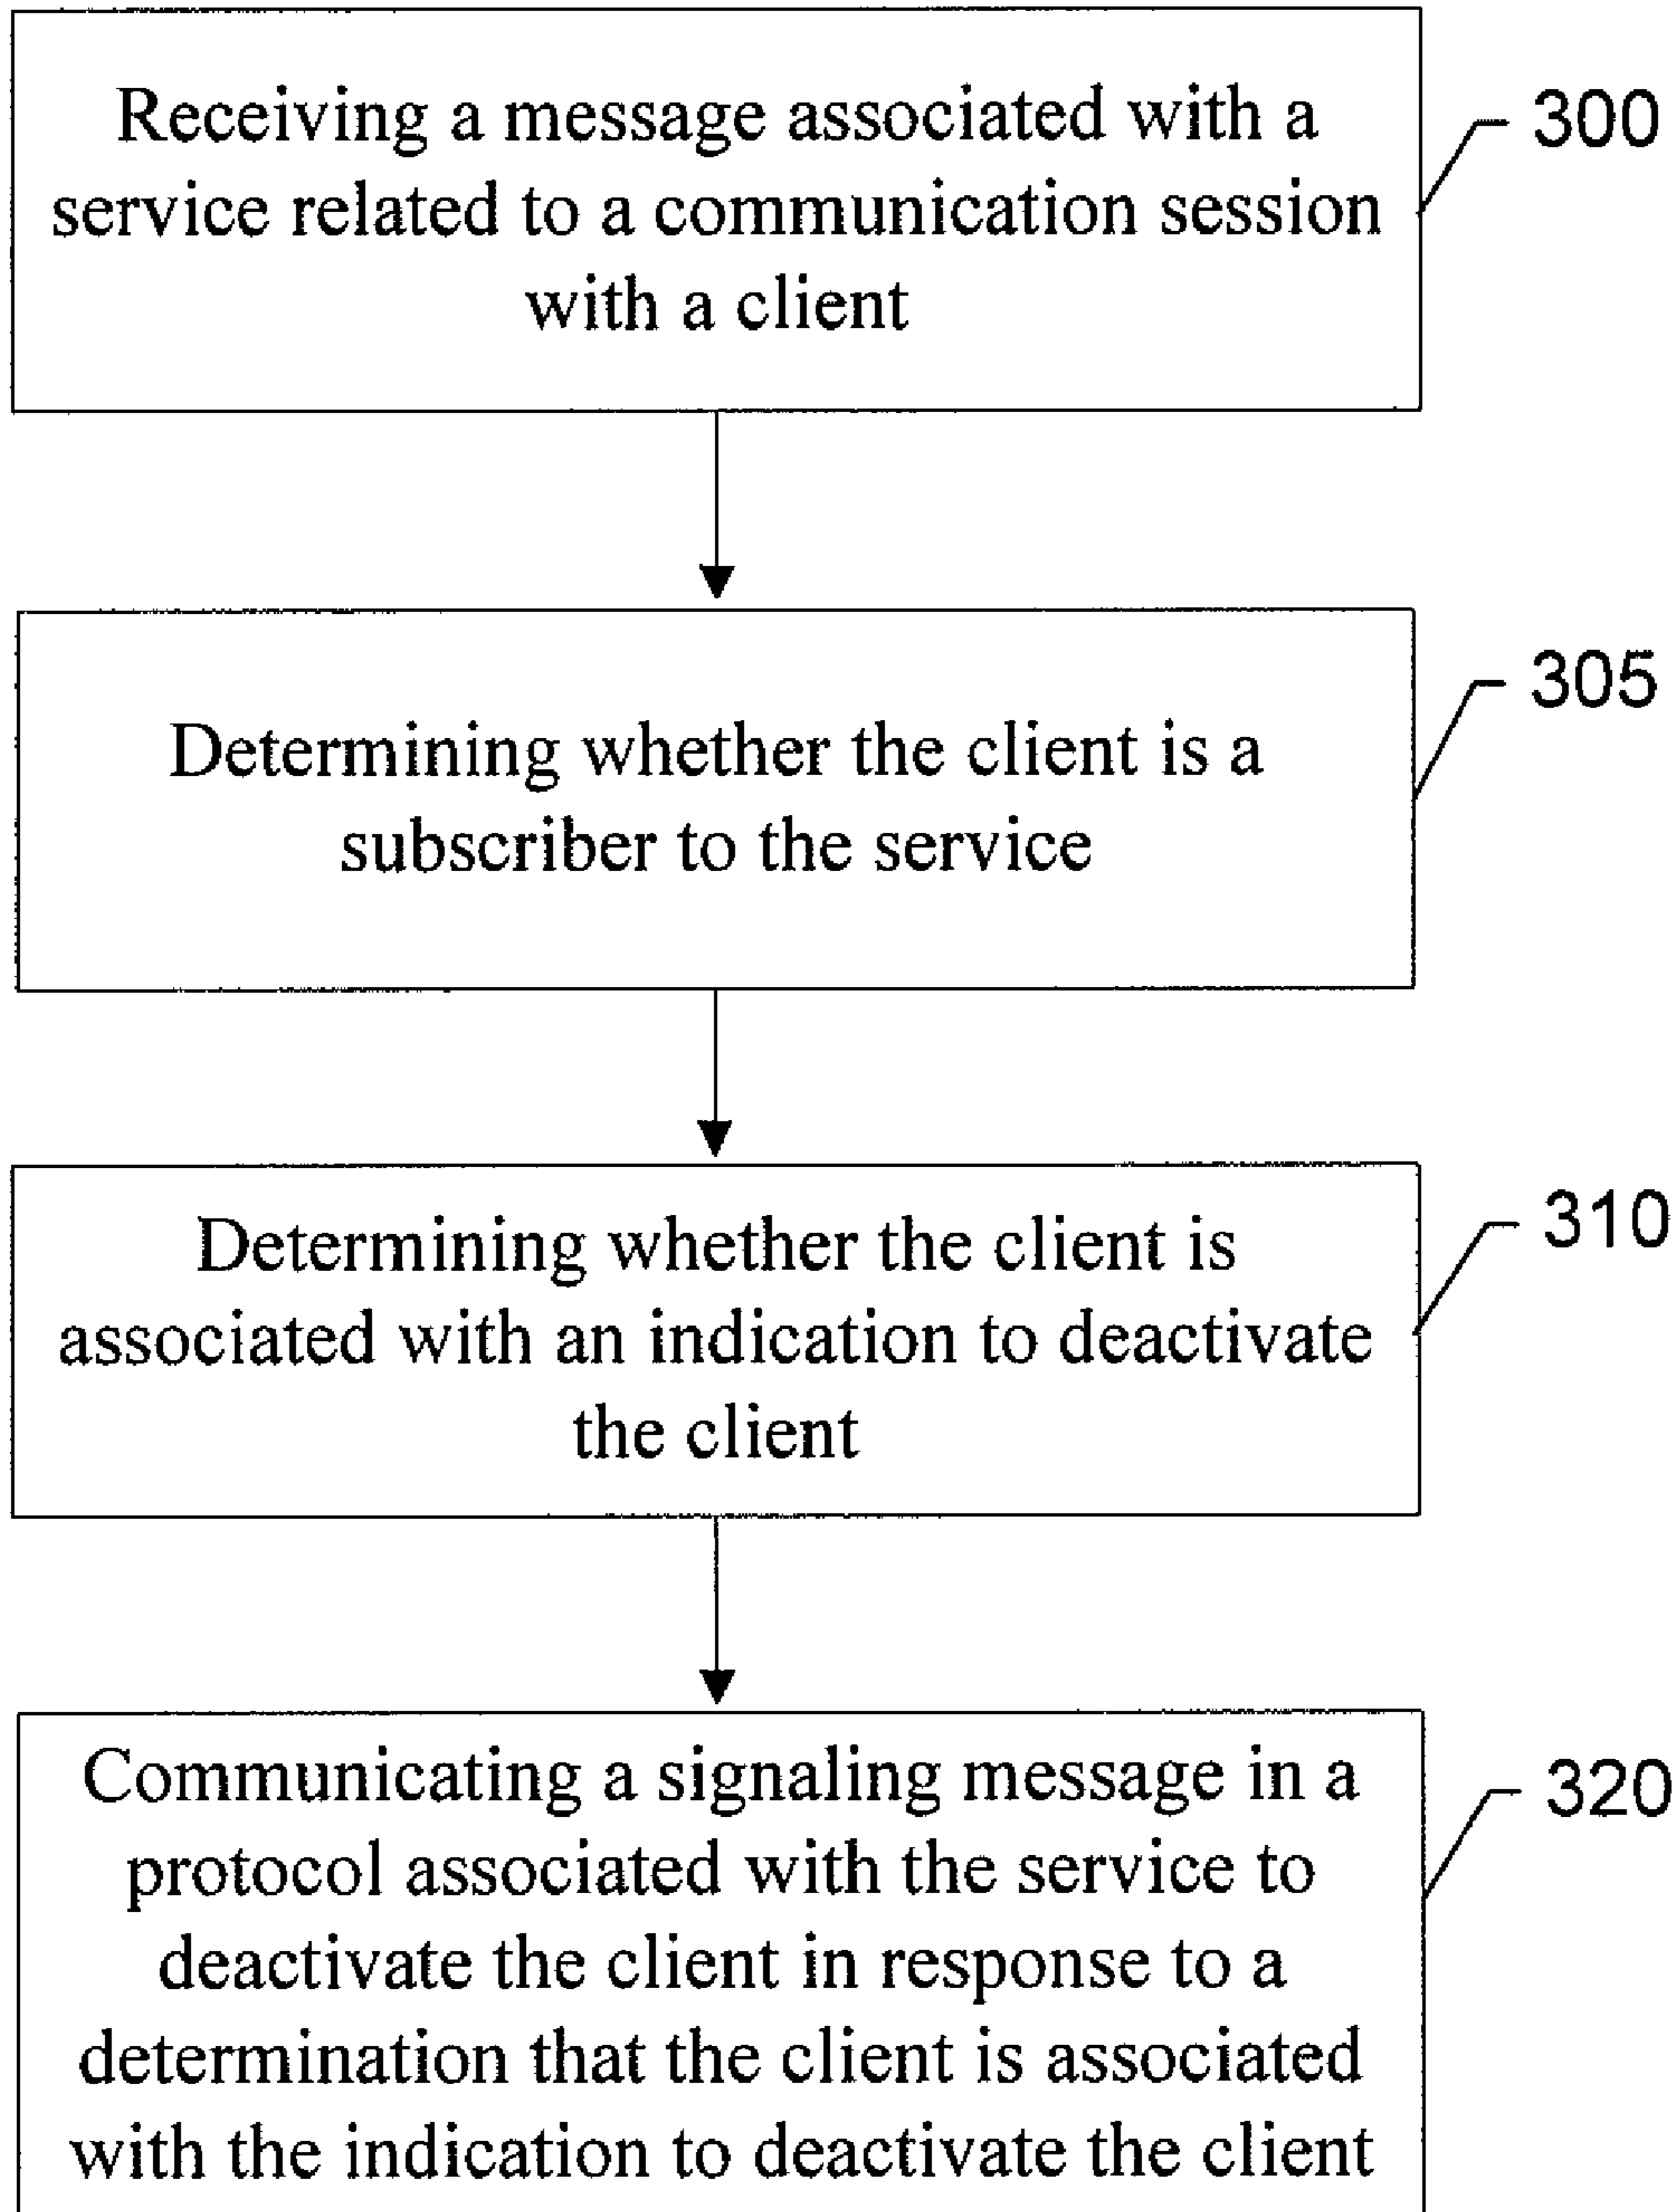 Receiving a message associated with a
service related to a communication session
with a client
300
Determining whether the client is a
subscriber to the service
305
Determining whether the client is
associated with an indication to deactivate
the client
310
Communicating a signaling message in a
protocol associated with the service to
deactivate the client in response to a
determination that the client is associated
with the indication to deactivate the client
320